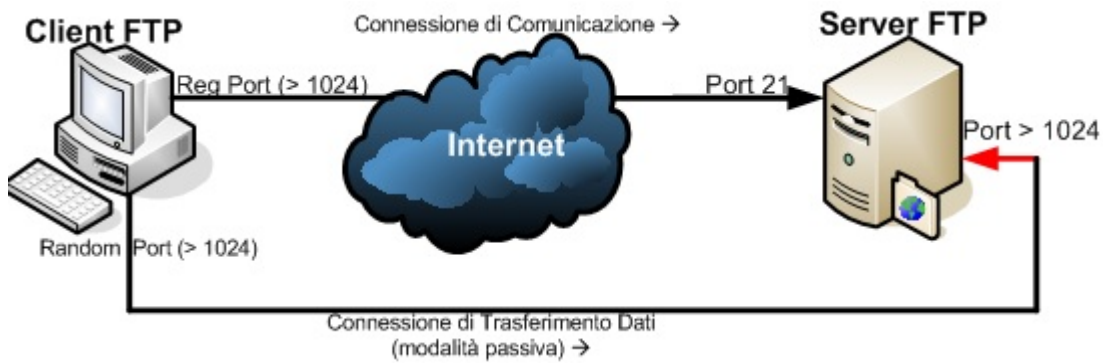 Connessione di Comunicazione →
Client FTP
Server FTP
Reg Port (> 1024)
Port 21
Internet
Port > 1024
Random Port (> 1024)
Connessione di Trasferimento Dati
(modalità passiva) →